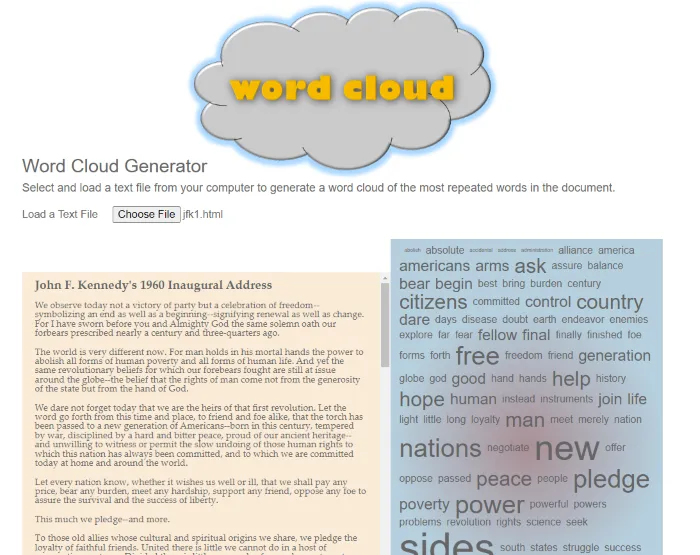 word cloud
Word Cloud Generator
Select and load a text file from your computer to generate a word cloud of the most repeated words in the document.
Load a Text File Choose File jfk1.html
John F. Kennedy's 1960 Inaugural Address
We observe today not a victory of party but a celebration of freedom--
symbolizing an end as well as a beginning--signifying renewal as well as change.
For I have sworn before you and Almighty God the same solemn oath our
forbears prescribed nearly a century and three-quarters ago.
The world is very different now. For man holds in his mortal hands the power to
abolish all forms of human poverty and all forms of human life. And yet the
same revolutionary beliefs for which our forebears fought are still at issue
around the globe--the belief that the rights of man come not from the generosity
of the state but from the hand of God.
We dare not forget today that we are the heirs of that first revolution. Let the
word go forth from this time and place, to friend and foe alike, that the torch has
been passed to a new generation of Americans--born in this century, tempered
by war, disciplined by a hard and bitter peace, proud of our ancient heritage--
and unwilling to witness or permit the slow undoing of those human rights to
which this nation has always been committed, and to which we are committed
today at home and around the world.
Let every nation know, whether it wishes us well or ill, that we shall pay any
price, bear any burden, meet any hardship, support any friend, oppose any foe to
assure the survival and the success of liberty.
This much we pledge--and more.
To those old allies whose cultural and spiritual origins we share, we pledge the
loyalty of faithful friends. United there is little we cannot do in a host of
abolish absolute accidental address administration alliance america
americans arms ask assure balance
bear begin best bring burden century
citizens committed control country
dare days disease doubt earth endeavor enemies
explore far fear fellow final finally finished foe
forms forth free freedom friend generation
globe god good hand hands help history
hope human instead instruments join life
light little long loyalty man meet merely nation
nations negotiate new offer
oppose passed peace people pledge
poverty power powerful powers
problems revolution rights science seek
sides south states struggle success